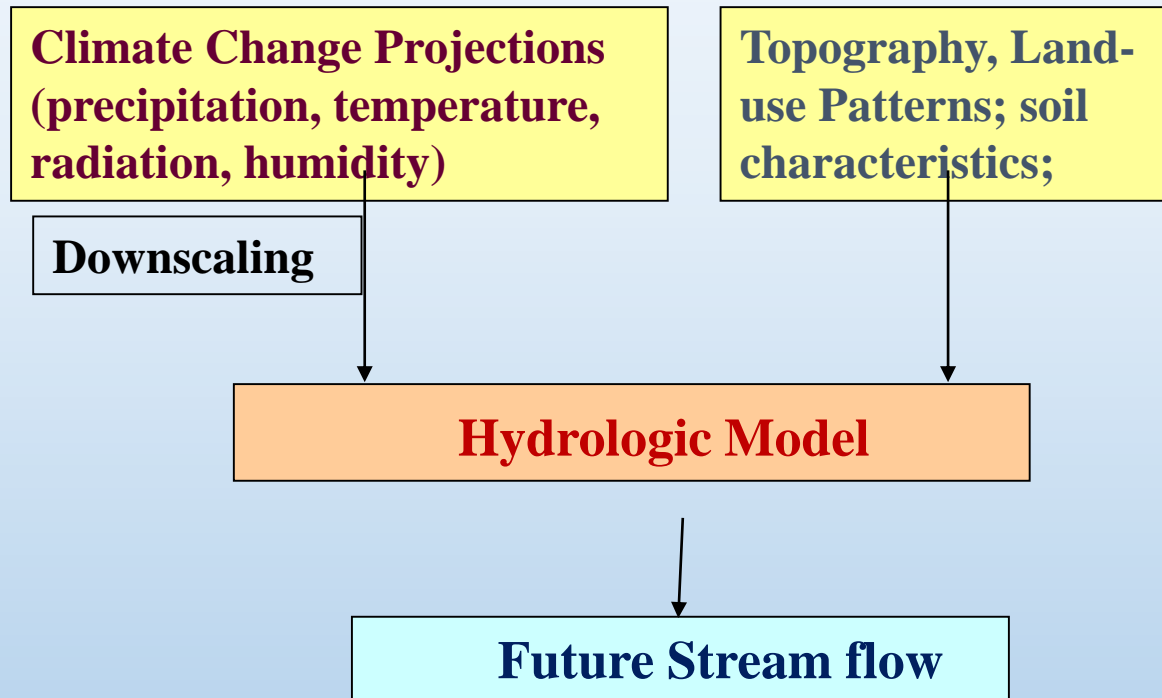 Climate Change Projections
(precipitation, temperature,
radiation, humidity)
Topography, Land-
use Patterns; soil
characteristics;
Downscaling
Hydrologic Model
Future Stream flow